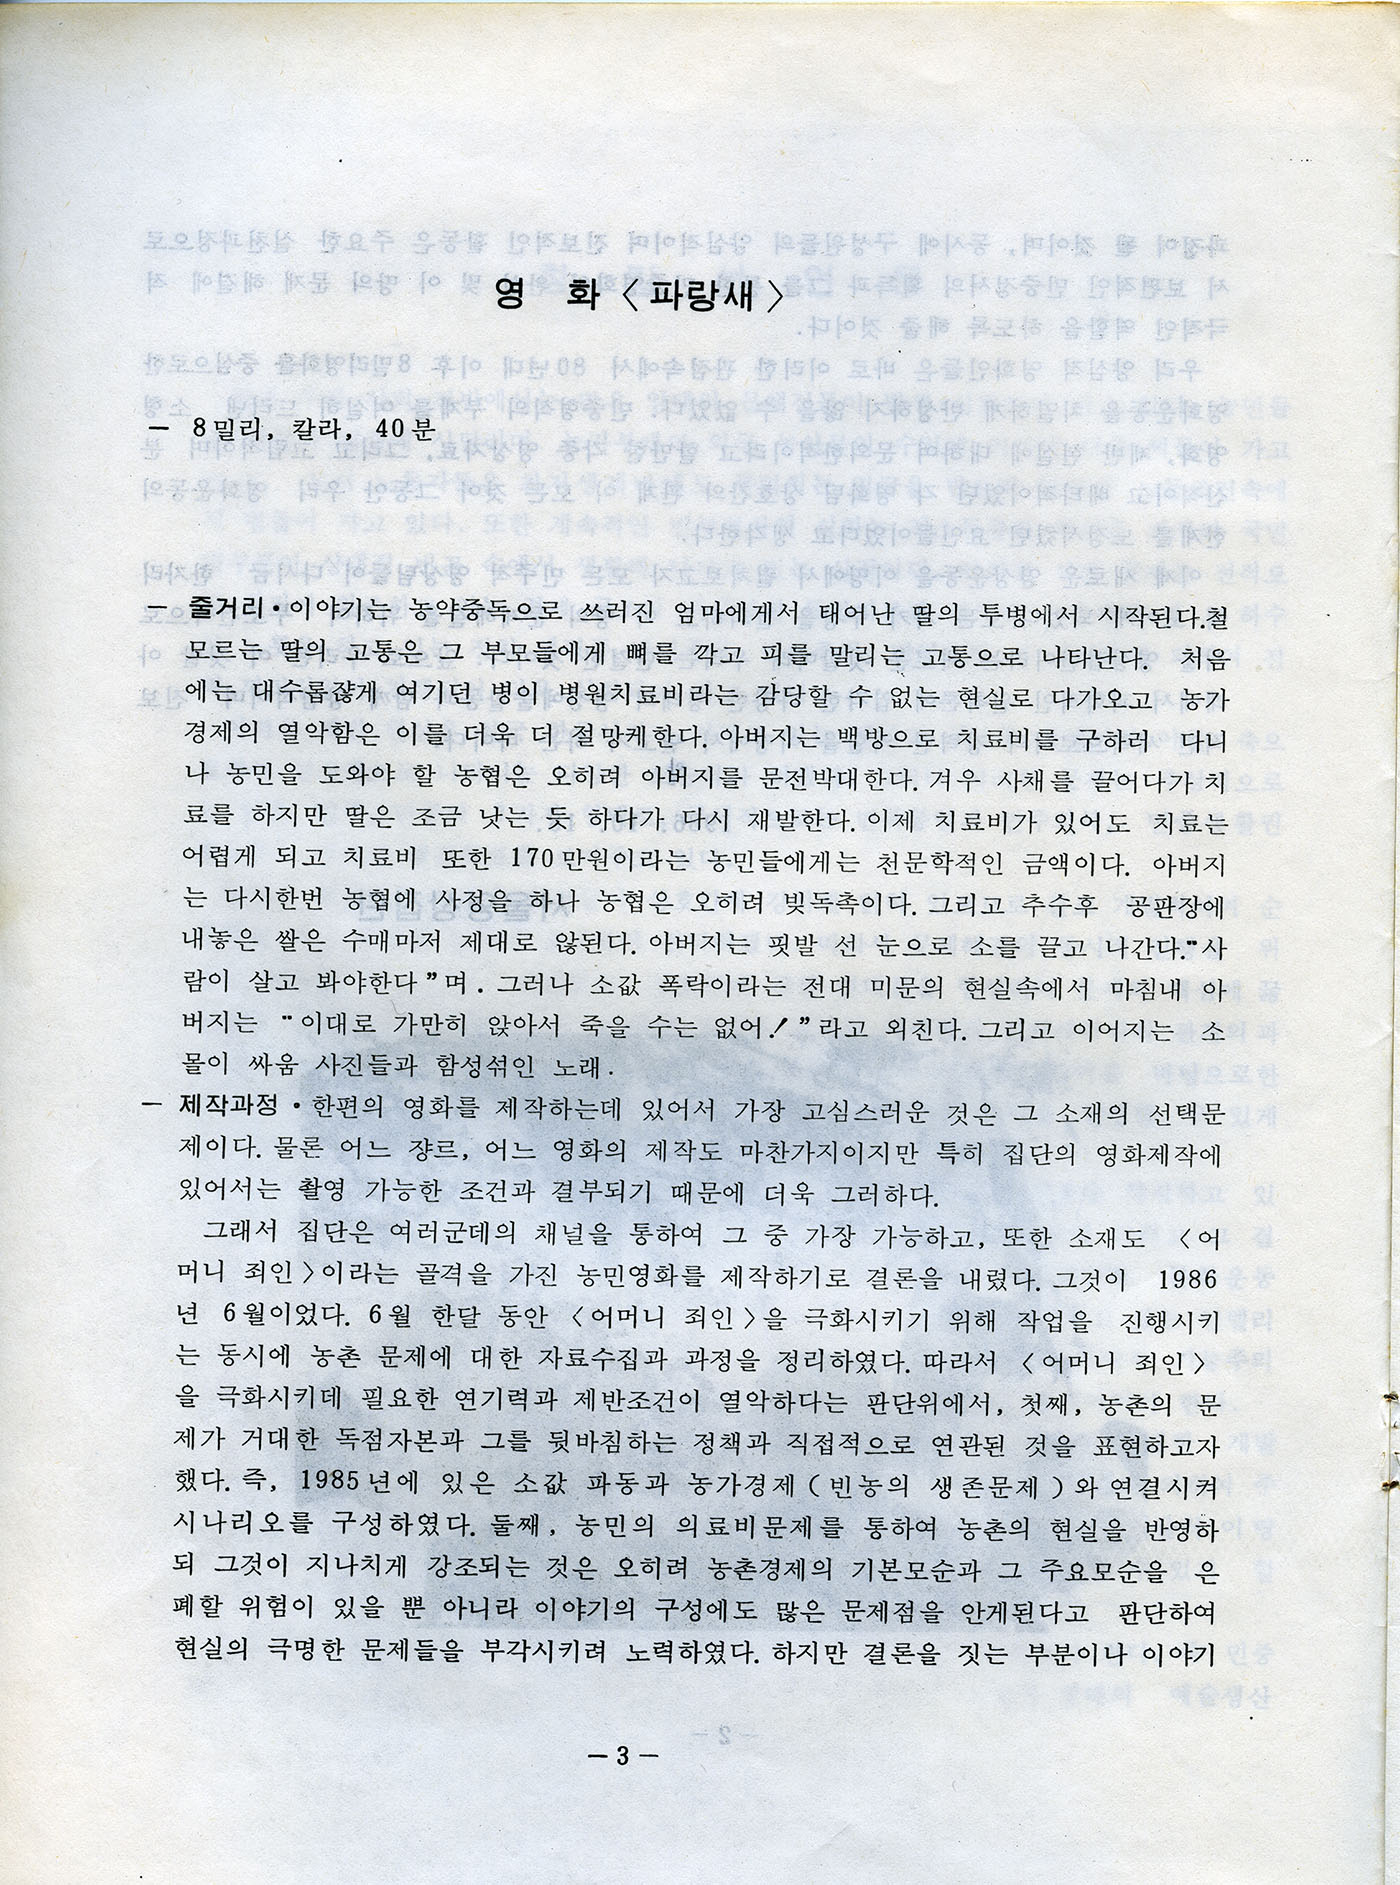 영 화 〈파랑새〉
— 8밀리, 칼라, 40분
— 줄거리 • 이야기는 농약중독으로 쓰러진 엄마에게서 태어난 딸의 투병에서 시작된다.철
모르는 딸의 고통은 그 부모들에게 뼈를 깍고 피를 말리는 고통으로 나타난다. 처음
에는 대수롭쟎게 여기던 병이 병원치료비라는 감당할 수 없는 현실로 다가오고 농가
경제의 열악함은 이를 더욱 더 절망케한다. 아버지는 백방으로 치료비를 구하러 다니
나 농민을 도와야 할 농협은 오히려 아버지를 문전박대한다. 겨우 사채를 끌어다가 치
료를 하지만 딸은 조금 낫는 듯 하다가 다시 재발한다. 이제 치료비가 있어도 치료는
어렵게 되고 치료비 또한 170만원이라는 농민들에게는 천문학적인 금액이다. 아버지
는 다시한번 농협에 사정을 하나 농협은 오히려 빚독촉이다. 그리고 추수후 공판장에
내놓은 쌀은 수매마저 제대로 않된다. 아버지는 핏발 선 눈으로 소를 끌고 나간다.“사
람이 살고 봐야한다”며. 그러나 소값 폭락이라는 전대 미문의 현실속에서 마침내 아
버지는 “이대로 가만히 앉아서 죽을 수는 없어!”라고 외친다. 그리고 이어지는 소
몰이 싸움 사진들과 함성섞인 노래.
— 제작과정 • 한편의 영화를 제작하는데 있어서 가장 고심스러운 것은 그 소재의 선택문
제이다. 물론 어느 쟝르, 어느 영화의 제작도 마찬가지이지만 특히 집단의 영화제작에
있어서는 촬영 가능한 조건과 결부되기 때문에 더욱 그러하다.
그래서 집단은 여러군데의 채널을 통하여 그 중 가장 가능하고, 또한 소재도 〈어
머니 죄인〉이라는 골격을 가진 농민영화를 제작하기로 결론을 내렸다. 그것이 1986
년 6월이었다. 6월 한달 동안 〈어머니 죄인〉을 극화시키기 위해 작업을 진행시키
는 동시에 농촌 문제에 대한 자료수집과 과정을 정리하였다. 따라서 〈어머니 죄인〉
을 극화시키데 필요한 연기력과 제반조건이 열악하다는 판단위에서, 첫째, 농촌의 문
제가 거대한 독점자본과 그를 뒷바침하는 정책과 직접적으로 연관된 것을 표현하고자
했다. 즉, 1985년에 있은 소값 파동과 농가경제(빈농의 생존문제)와 연결시켜
시나리오를 구성하였다. 둘째, 농민의 의료비문제를 통하여 농촌의 현실을 반영하
되 그것이 지나치게 강조되는 것은 오히려 농촌경제의 기본모순과 그 주요모순을 은
폐할 위험이 있을 뿐 아니라 이야기의 구성에도 많은 문제점을 안게된다고 판단하여
현실의 극명한 문제들을 부각시키려 노력하였다. 하지만 결론을 짓는 부분이나 이야기
— 3 —